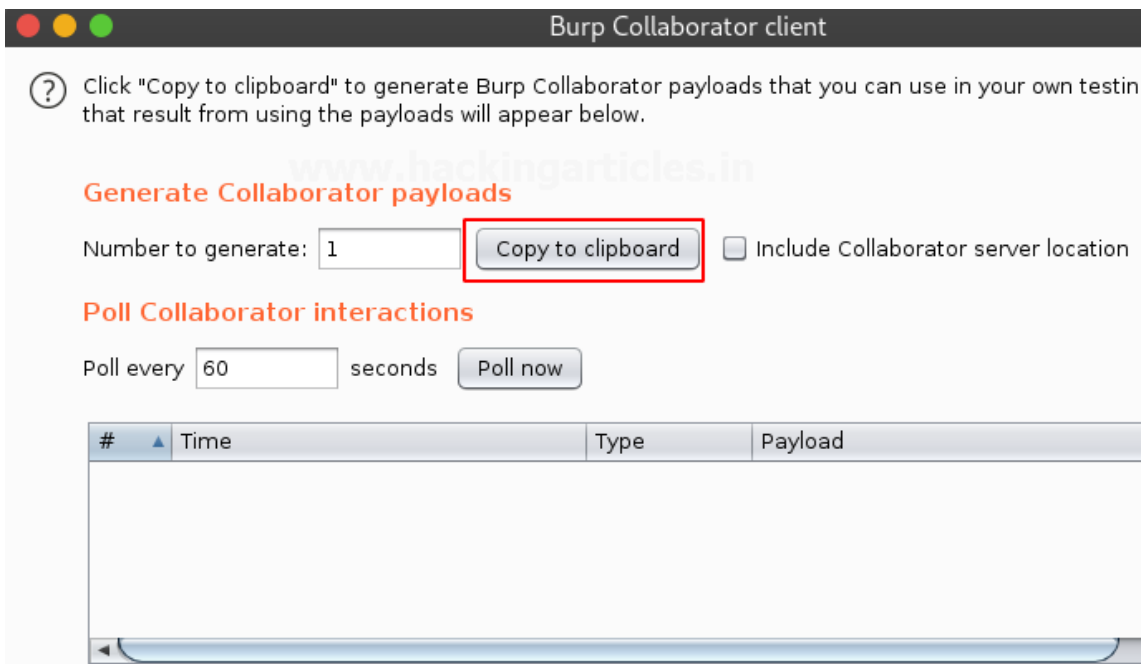 Burp Collaborator client
? Click "Copy to clipboard" to generate Burp Collaborator payloads that you can use in your own testin
that result from using the payloads will appear below.
www.hackingarticles.in
Generate Collaborator payloads
Number to generate: 1 Copy to clipboard Include Collaborator server location
Poll Collaborator interactions
Poll every 60 seconds Poll now
# Time Type Payload